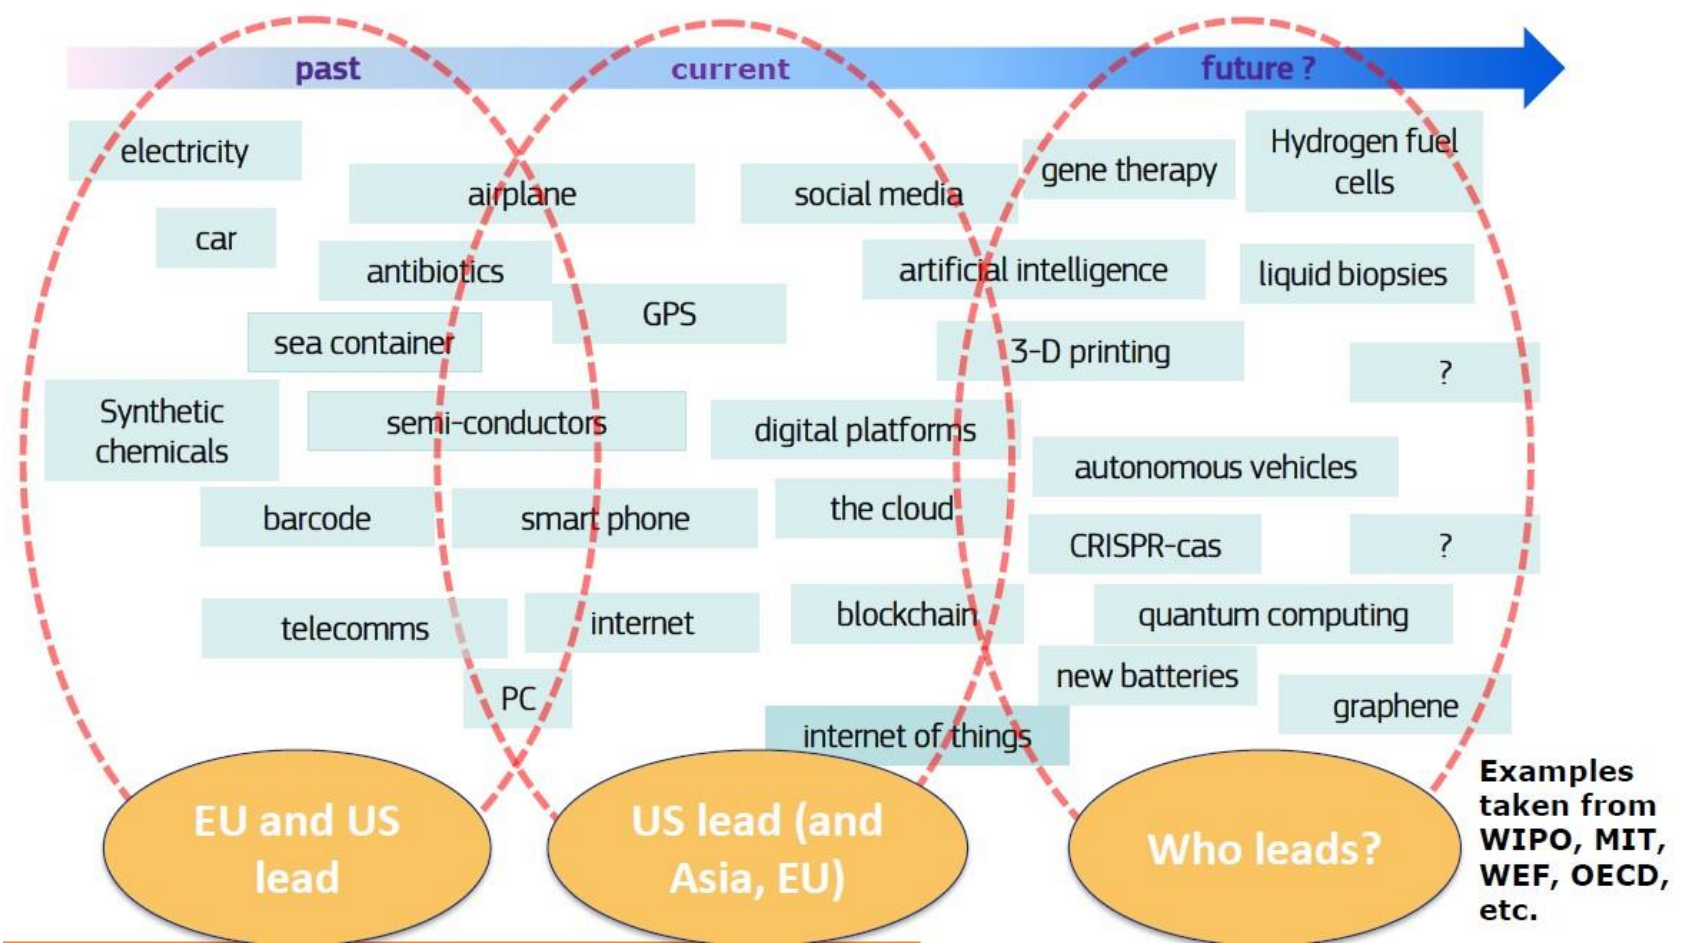 past
current
future ?
electricity
car
airplane
antibiotics
sea container
GPS
Synthetic
chemicals
semi-conductors
barcode
smart phone
telecomms
internet
PC
social media
artificial intelligence
3-D printing
digital platforms
the cloud
blockchain
internet of things
gene therapy
Hydrogen fuel
cells
liquid biopsies
?
autonomous vehicles
CRISPR-cas
?
quantum computing
new batteries
graphene
EU and US
lead
US lead (and
Asia, EU)
Who leads?
Examples
taken from
WIPO, MIT,
WEF, OECD,
etc.